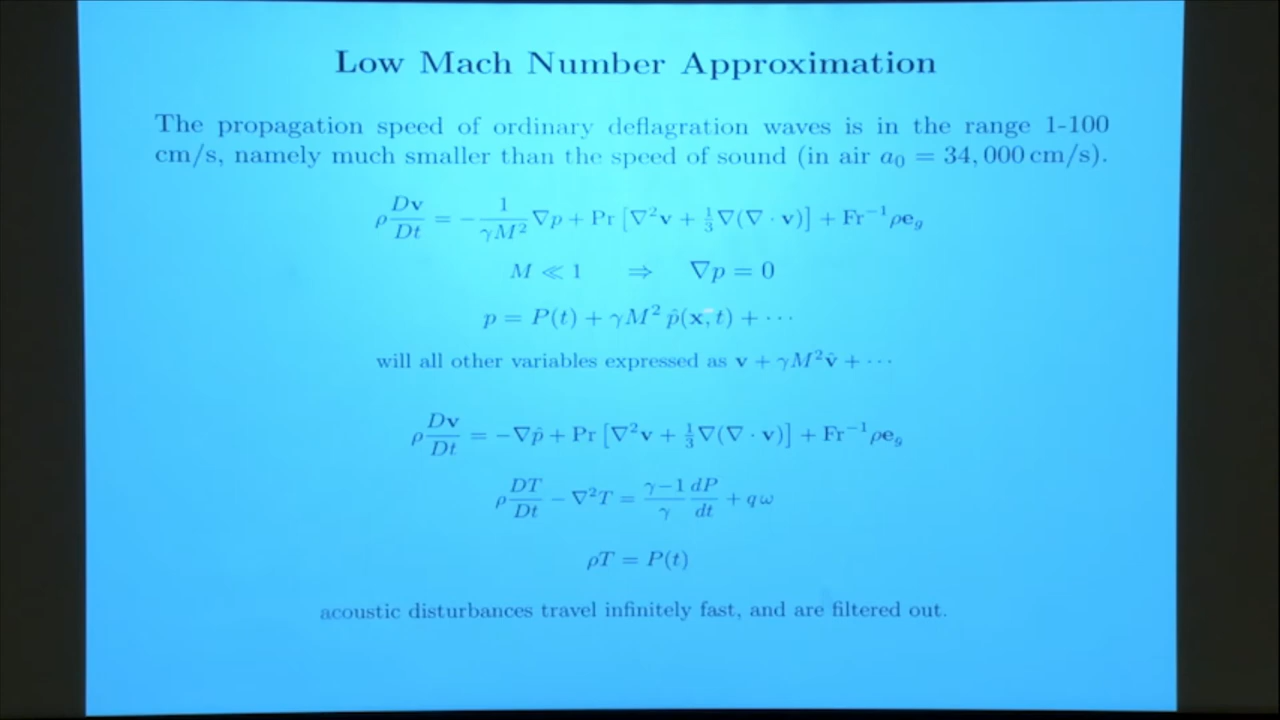 Low Mach Number Approximation
The propagation speed of ordinary deflagration waves is in the range 1-100
cm/s, namely much smaller than the speed of sound (in air a₀ = 34,000 cm/s).
ρ Dv/Dt = − 1/γM² ∇p + Pr [∇²v + ⅓∇(∇ · v)] + Fr⁻¹ρe_g
M ≪ 1 ⇒ ∇p = 0
p = P(t) + γM² p̂(x, t) + ···
will all other variables expressed as v + γM²v̂ + ···
ρ Dv/Dt = −∇p̂ + Pr [∇²v + ⅓∇(∇ · v)] + Fr⁻¹ρe_g
ρ DT/Dt − ∇²T = γ−1/γ dP/dt + qω
ρT = P(t)
acoustic disturbances travel infinitely fast, and are filtered out.